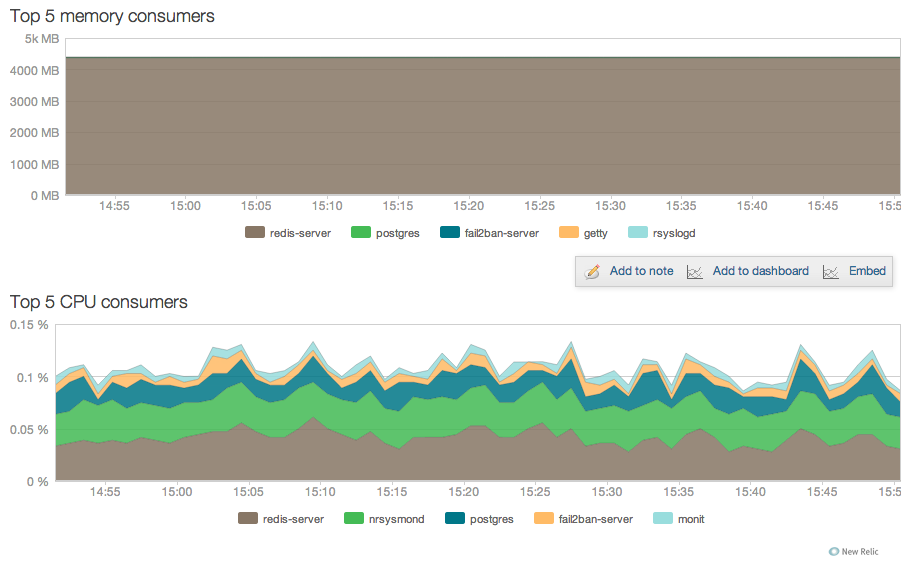 Top 5 memory consumers
5k MB
4000 MB
3000 MB
2000 MB
1000 MB
0 MB
14:55 15:00 15:05 15:10 15:15 15:20 15:25 15:30 15:35 15:40 15:45 15:5
redis-server postgres fail2ban-server getty rsyslogd
Add to note Add to dashboard Embed
Top 5 CPU consumers
0.15 %
0.1 %
0.05 %
0 %
14:55 15:00 15:05 15:10 15:15 15:20 15:25 15:30 15:35 15:40 15:45 15:5
redis-server nrsysmond postgres fail2ban-server monit
New Relic